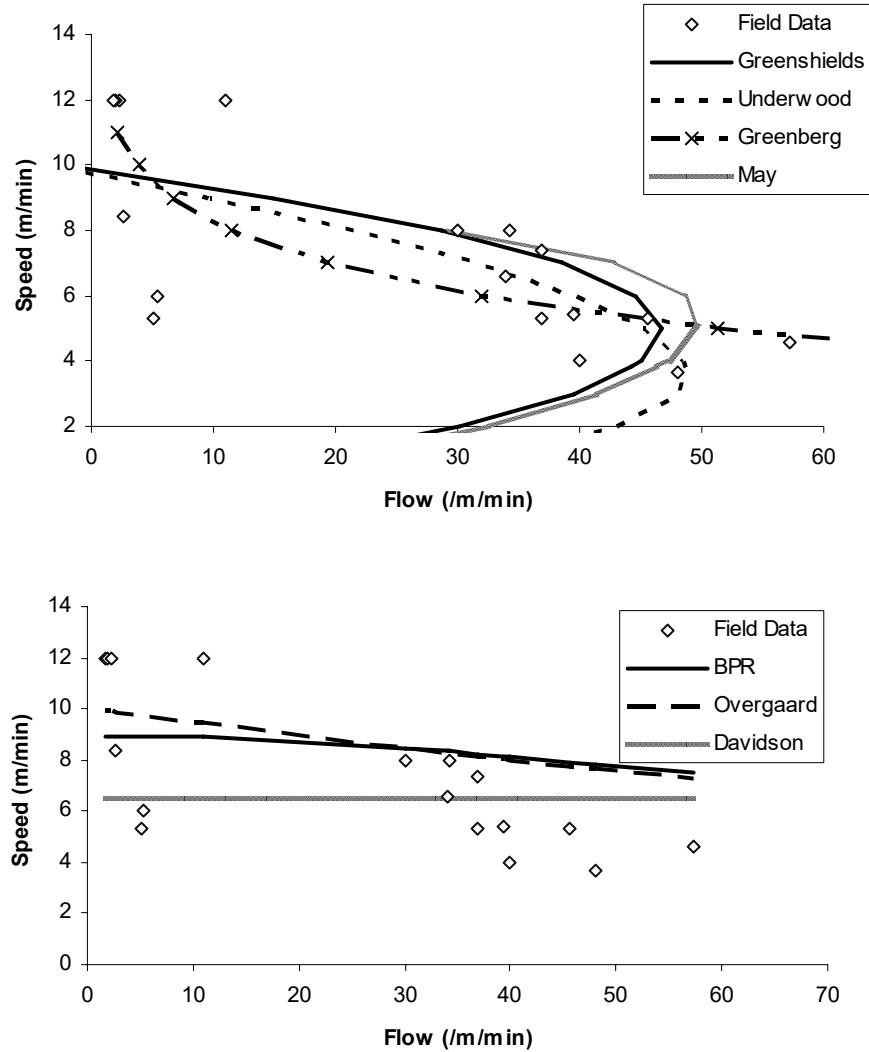 14
12
10
8
6
4
2
0 10 20 30 40 50 60
Speed (m/min)
Flow (/m/min)
Field Data
Greenshields
Underwood
Greenberg
May
14
12
10
8
6
4
2
0
0 10 20 30 40 50 60 70
Speed (m/min)
Flow (/m/min)
Field Data
BPR
Overgaard
Davidson